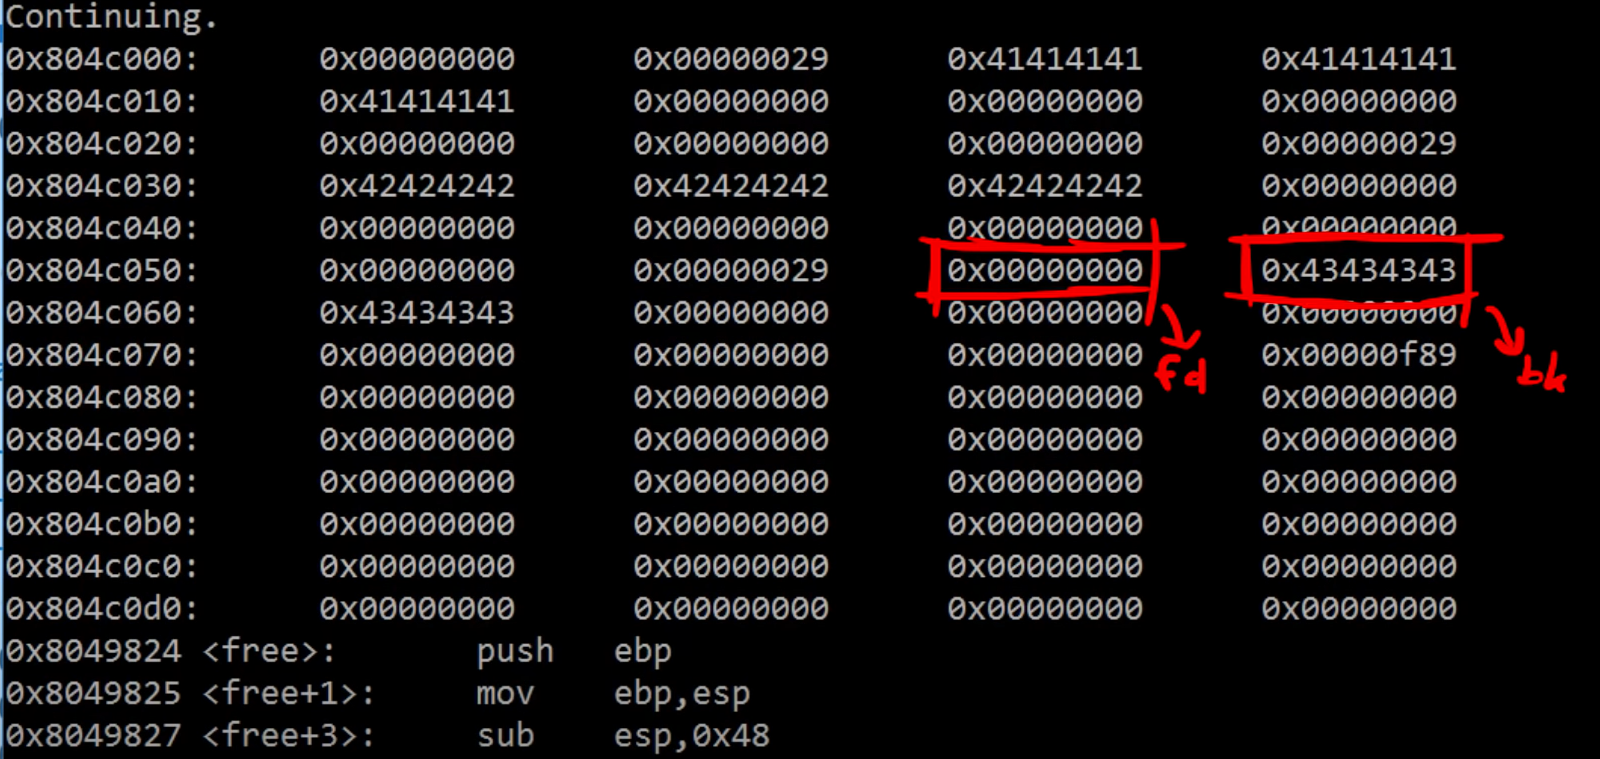 Continuing.
0x804c000: 0x00000000 0x00000029 0x41414141 0x41414141
0x804c010: 0x41414141 0x00000000 0x00000000 0x00000000
0x804c020: 0x00000000 0x00000000 0x00000000 0x00000029
0x804c030: 0x42424242 0x42424242 0x42424242 0x00000000
0x804c040: 0x00000000 0x00000000 0x00000000 0x00000000
0x804c050: 0x00000000 0x00000029 0x00000000 0x43434343
0x804c060: 0x43434343 0x00000000 0x00000000 0x00000000
0x804c070: 0x00000000 0x00000000 0x00000000 0x00000f89
fd bk
0x804c080: 0x00000000 0x00000000 0x00000000 0x00000000
0x804c090: 0x00000000 0x00000000 0x00000000 0x00000000
0x804c0a0: 0x00000000 0x00000000 0x00000000 0x00000000
0x804c0b0: 0x00000000 0x00000000 0x00000000 0x00000000
0x804c0c0: 0x00000000 0x00000000 0x00000000 0x00000000
0x804c0d0: 0x00000000 0x00000000 0x00000000 0x00000000
0x8049824 <free>: push ebp
0x8049825 <free+1>: mov ebp,esp
0x8049827 <free+3>: sub esp,0x48